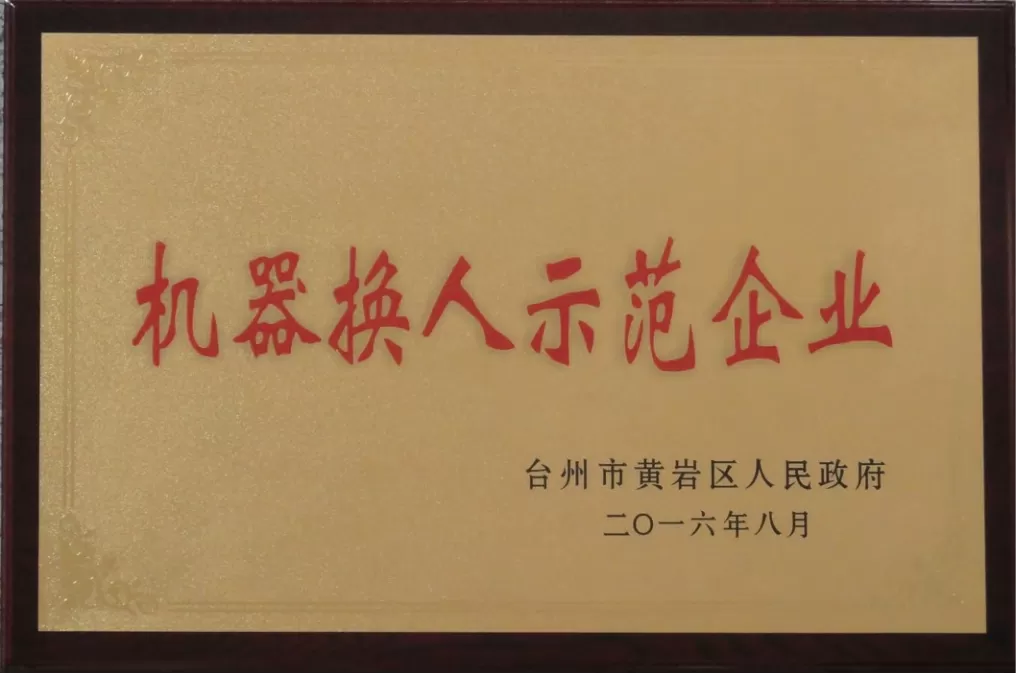 机器换人示范企业
台州市黄岩区人民政府
二〇一六年八月